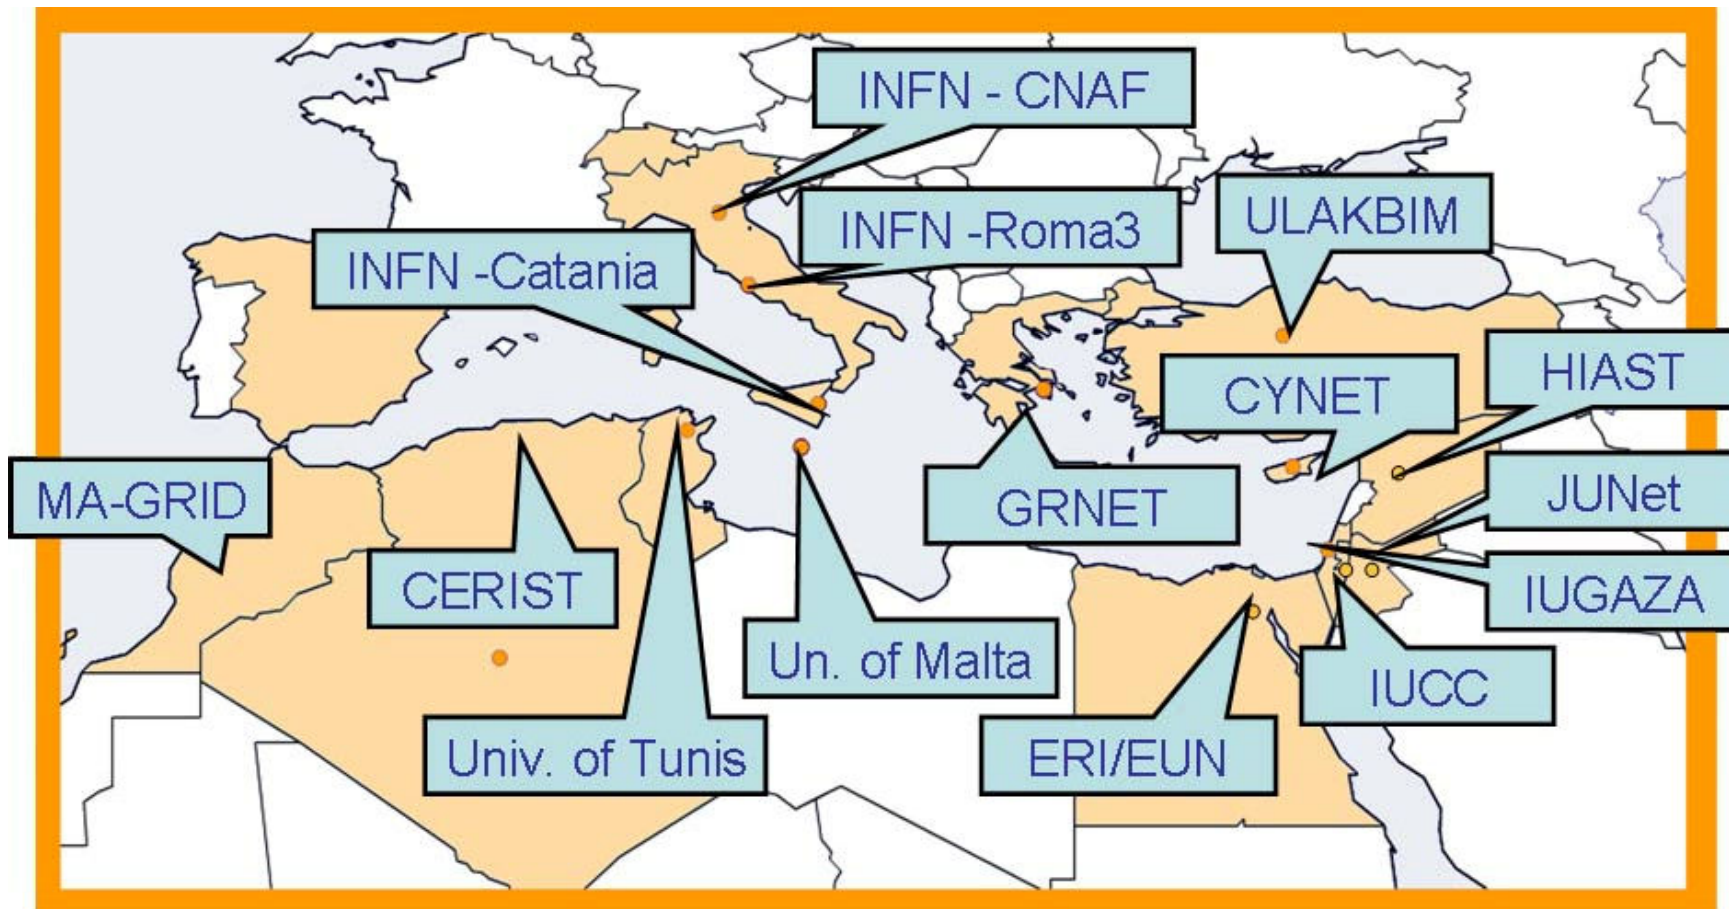 INFN - CNAF
INFN -Roma3
ULAKBIM
INFN -Catania
HIAST
CYNET
MA-GRID
GRNET
JUNet
CERIST
IUGAZA
Un. of Malta
IUCC
Univ. of Tunis
ERI/EUN